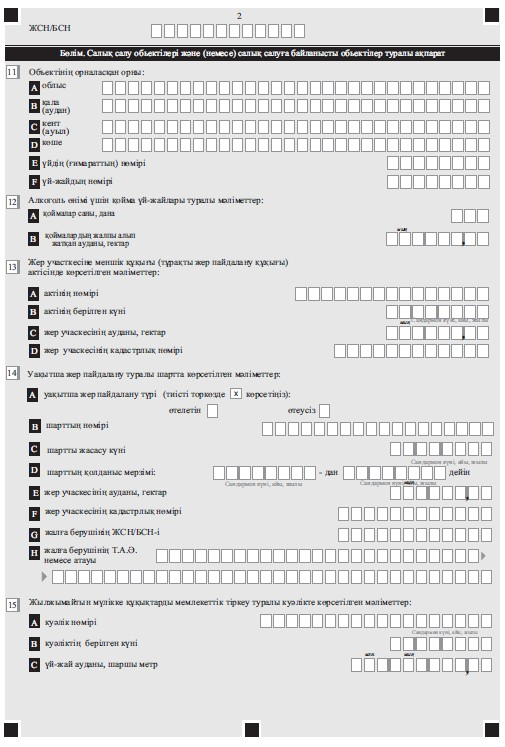 2
ЖСН/БСН
Бөлім. Салық салу объектілері және (немесе) салық салуға байланысты объектілер туралы ақпарат
11 Объектінің орналасқан орны:
A облыс
B қала (аудан)
C кент (ауыл)
D көше
E үйдің (ғимараттың) нөмірі
F үй-жайдың нөмірі
12 Алкоголь өнімі үшін қойма үй-жайлары туралы мәліметтер:
A қоймалар саны, дана
B қоймалардың жалпы алып
жатқан ауданы, гектар
,
13 Жер учаскесіне меншік құқығы (тұрақты жер пайдалану құқығы)
актісінде көрсетілген мәліметтер:
A актінің нөмірі
B актінің берілген күні
Сандармен күні, айы, жылы
C жер учаскесінің ауданы, гектар
,
D жер учаскесінің кадастрлық нөмірі
14 Уақытша жер пайдалану туралы шартта көрсетілген мәліметтер:
A уақытша жер пайдалану түрі (тиісті торкөзде x көрсетіңіз):
өтелетін өтеусіз
B шарттың нөмірі
C шартты жасасу күні
Сандармен күні, айы, жылы
D шарттың қолданыс мерзімі: - дан дейін
Сандармен күні, айы, жылы Сандармен күні, айы, жылы
E жер учаскесінің ауданы, гектар
,
F жер учаскесінің кадастрлық нөмірі
G жалға берушінің ЖСН/БСН-і
H жалға берушінің Т.А.Ә.
немесе атауы
15 Жылжымайтын мүлікке құқықтарды мемлекеттік тіркеу туралы куәлікте көрсетілген мәліметтер:
A куәлік нөмірі
Сандармен күні, айы, жылы
B куәліктің берілген күні
C үй-жай ауданы, шаршы метр
,